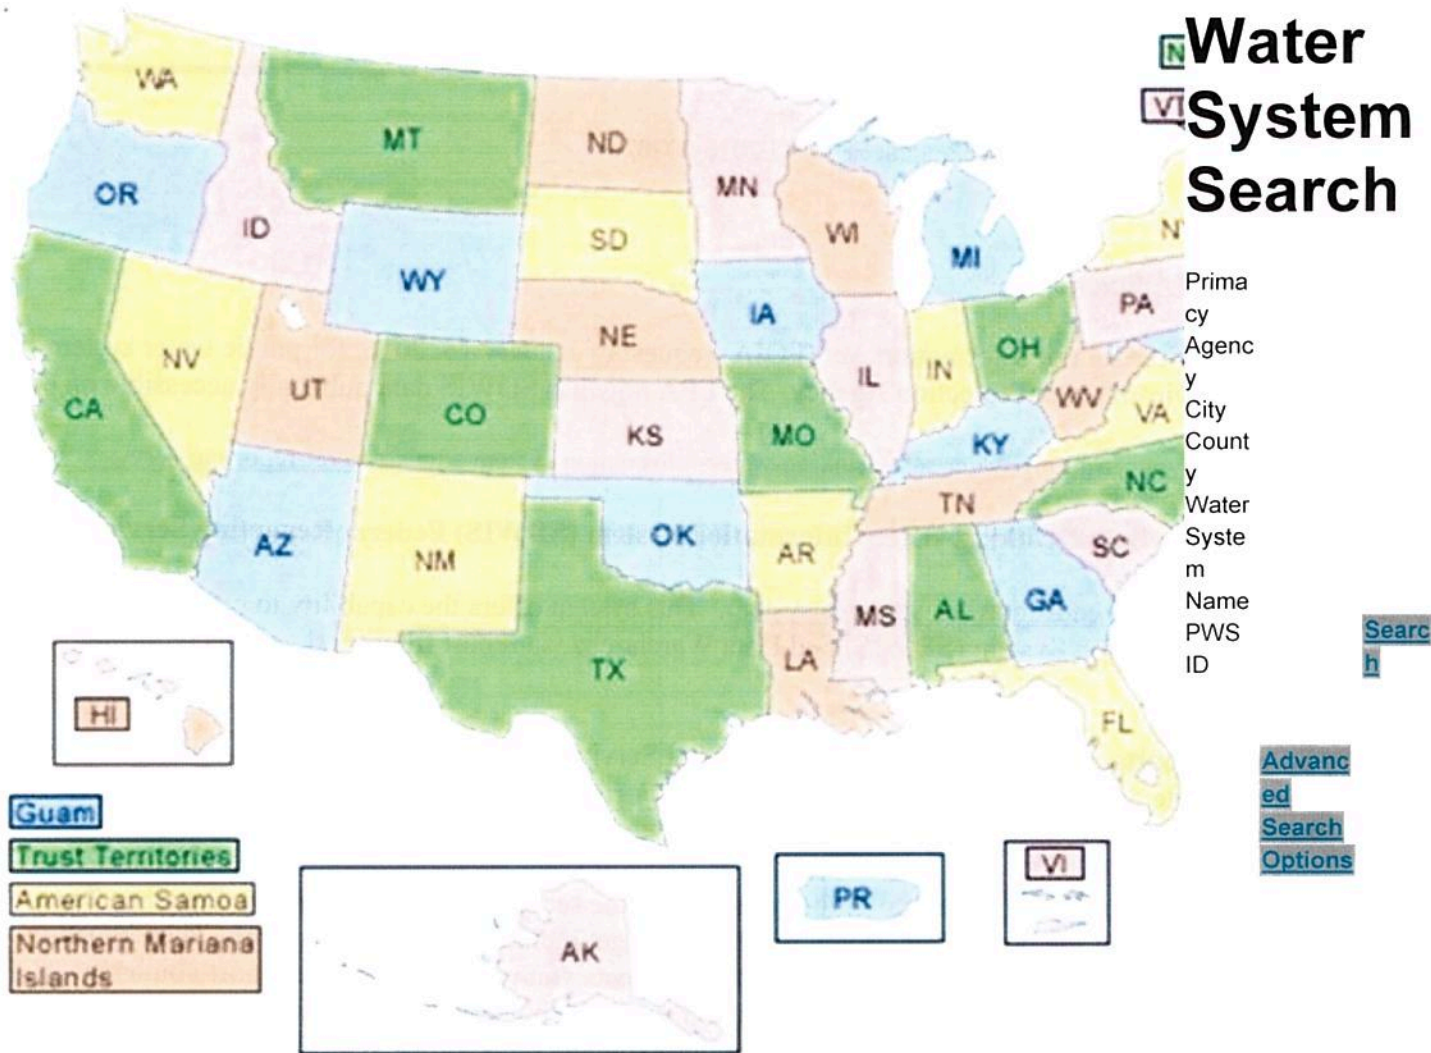 Water
System
Search
N
VT
WA
MT
ND
MN
OR
ID
SD
WI
WY
MI
NY
PA
IA
NE
NV
UT
CA
CO
KS
MO
IL
IN
OH
WV
VA
KY
NC
TN
AZ
NM
OK
AR
SC
MS
AL
GA
LA
TX
FL
HI
Prima
cy
Agenc
y
City
Count
y
Water
Syste
m
Name
PWS
ID
Searc
h
Advanc
ed
Search
Options
Guam
Trust Territories
American Samoa
Northern Mariana
Islands
AK
PR
VI